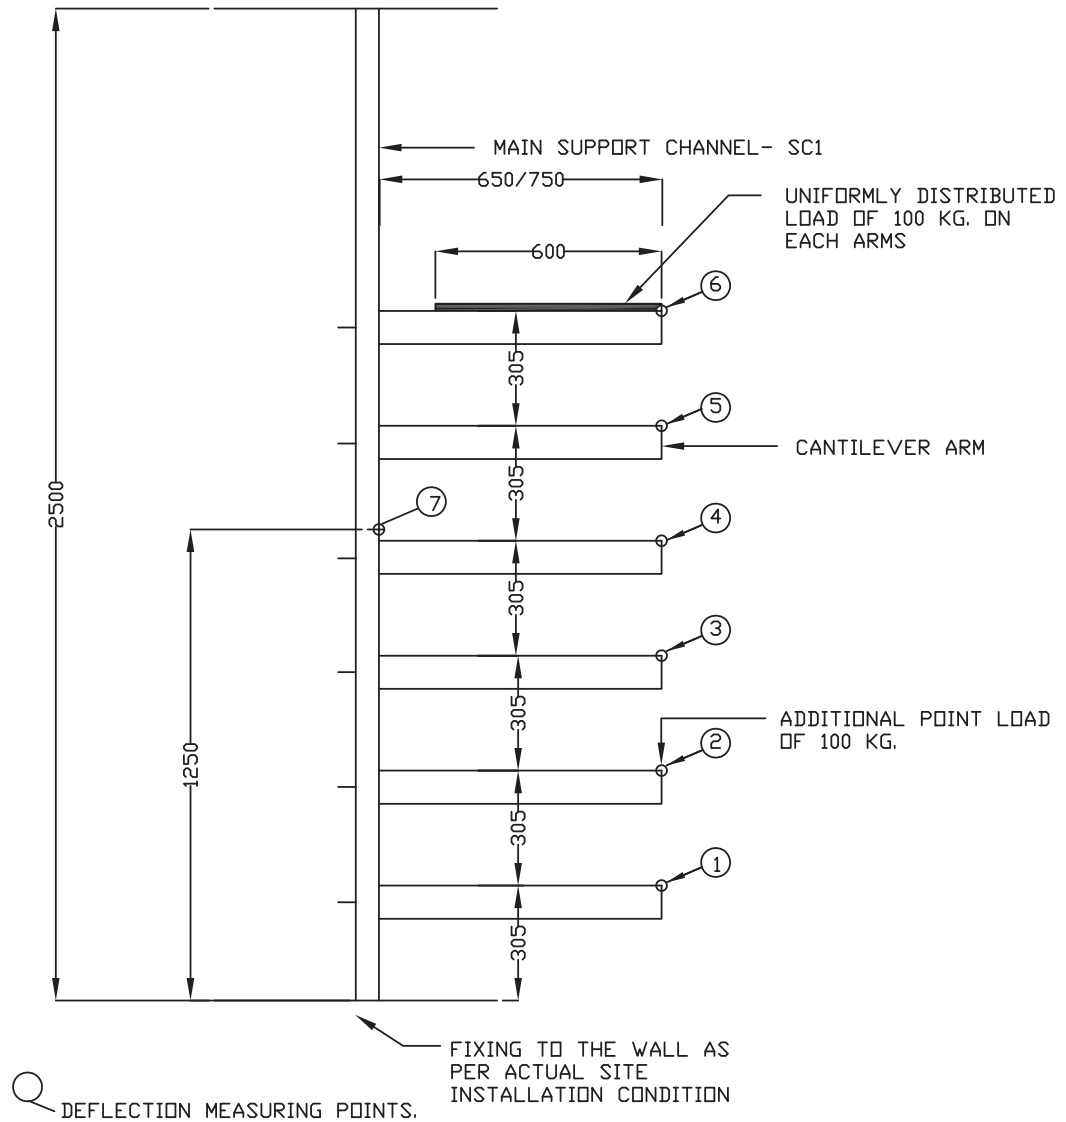 MAIN SUPPORT CHANNEL- SC1
650/750
UNIFORMLY DISTRIBUTED
LOAD OF 100 KG. ON
EACH ARMS
600
6
305
5
CANTILEVER ARM
305
2500
7
4
305
3
305
ADDITIONAL POINT LOAD
OF 100 KG.
2
1250
305
1
305
FIXING TO THE WALL AS
PER ACTUAL SITE
INSTALLATION CONDITION
DEFLECTION MEASURING POINTS.